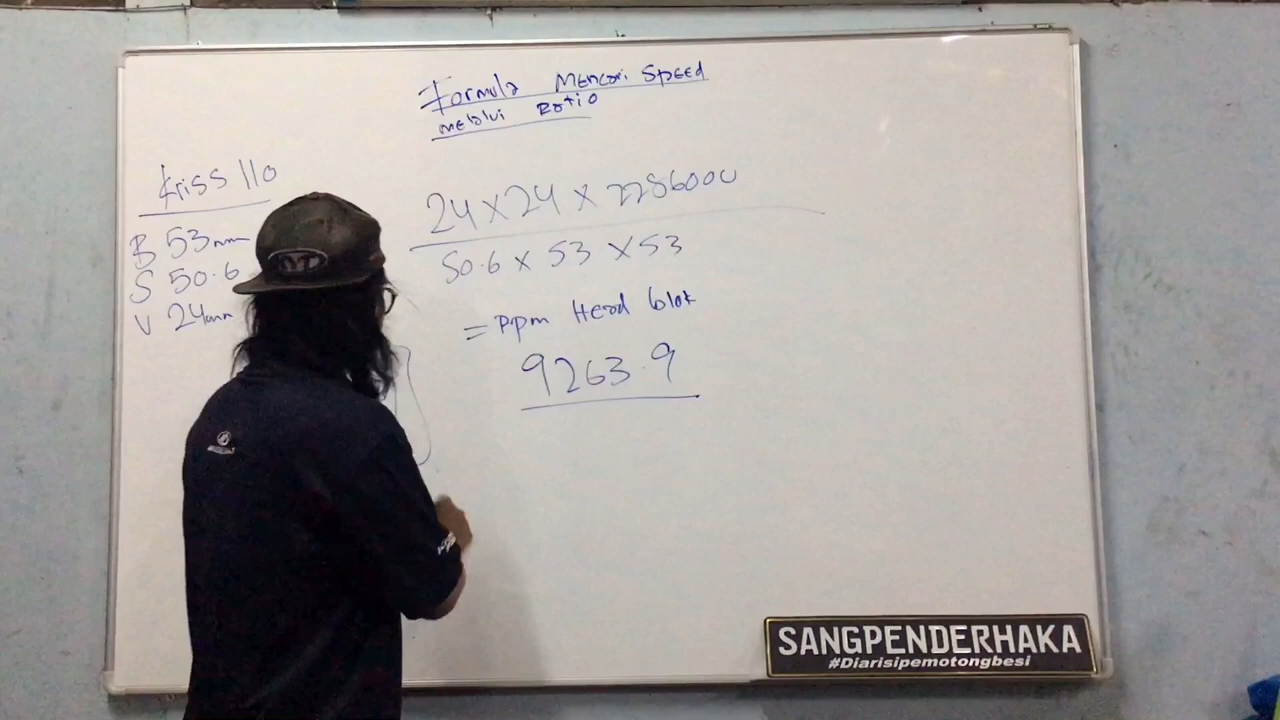 Formula Mencari Speed
melalui Ratio
Kriss 110
B 53mm
S 50.6
V 24mm
24 x 24 x 2286000
50.6 x 53 x 53
= Rpm Head blok
9263.9
SANGPENDERHAKA
#Diarisipemotongbesi